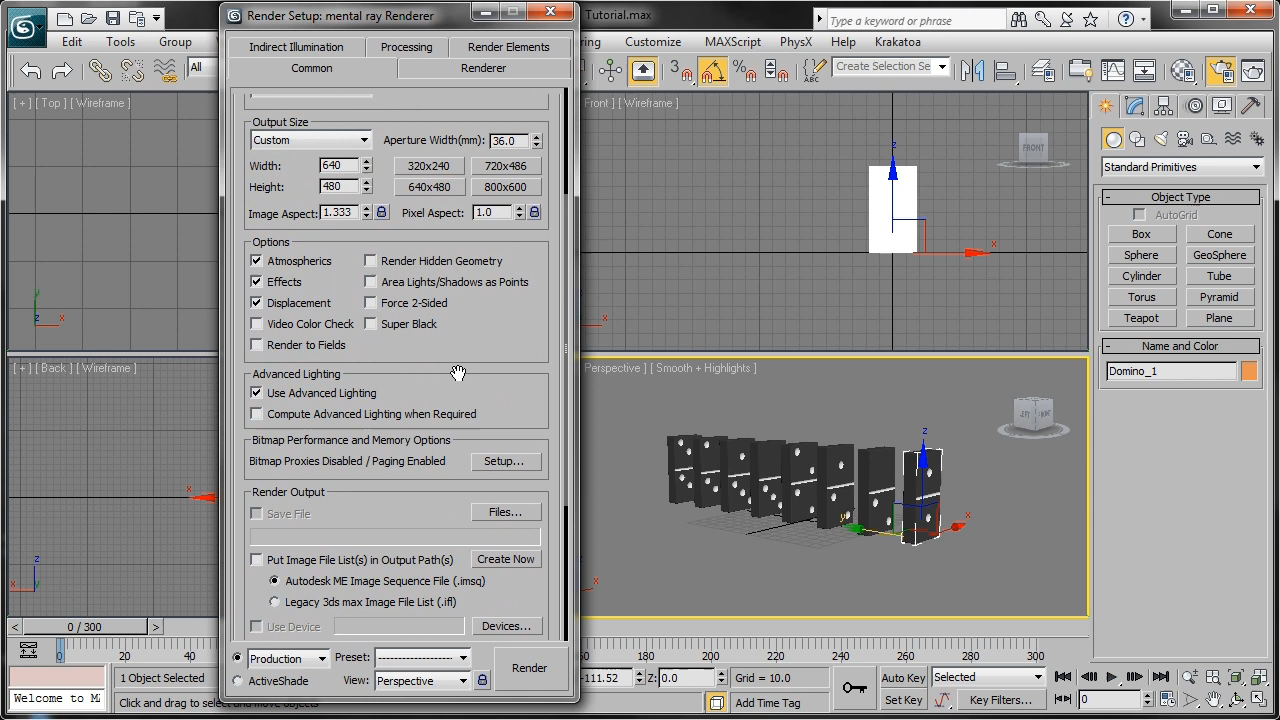 Render Setup: mental ray Renderer
Tutorial.max
Type a keyword or phrase
Edit Tools Group
Customize MAXScript PhysX Help Krakatoa
Indirect Illumination Processing Render Elements
Common Renderer
All
Create Selection Se
[ + ] [ Top ] [ Wireframe ]
Front ] [ Wireframe ]
Output Size
Custom Aperture Width(mm): 36.0
Width: 640 320x240 720x486
Height: 480 640x480 800x600
Image Aspect: 1.333 Pixel Aspect: 1.0
Options
Atmospherics Render Hidden Geometry
Effects Area Lights/Shadows as Points
Displacement Force 2-Sided
Video Color Check Super Black
Render to Fields
Advanced Lighting
Use Advanced Lighting
Compute Advanced Lighting when Required
Bitmap Performance and Memory Options
Bitmap Proxies Disabled / Paging Enabled Setup...
Render Output
Save File Files...
Put Image File List(s) in Output Path(s) Create Now
Autodesk ME Image Sequence File (.imsq)
Legacy 3ds max Image File List (.ifl)
Use Device Devices...
Production Preset: -------------------
ActiveShade View: Perspective
Render
FRONT
z
x
y
z x
x
[ + ] [ Back ] [ Wireframe ]
Perspective ] [ Smooth + Highlights ]
LEFT FRONT
z
x
y
x
z
x y
x
x
Standard Primitives
Object Type
AutoGrid
Box Cone
Sphere GeoSphere
Cylinder Tube
Torus Pyramid
Teapot Plane
Name and Color
Domino_1
< 0 / 300 >
0 20 40 60 180 200 220 240 260 280 300
1 Object Selected
-111.52 Z: 0.0 Grid = 10.0
Auto Key Selected
Welcome to M
Click and drag to select and move objects
Add Time Tag
Set Key Key Filters... 0